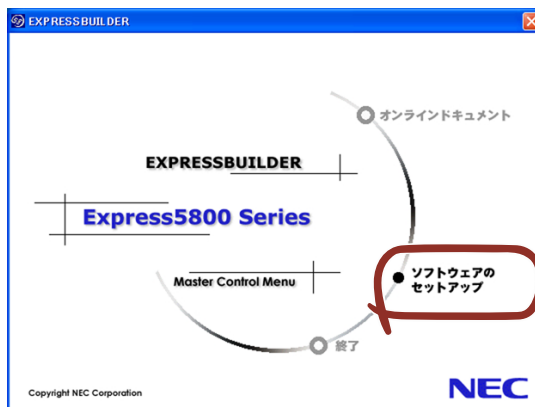 EXPRESSBUILDER
オンラインドキュメント
EXPRESSBUILDER
Express5800 Series
ソフトウェアの
セットアップ
Master Control Menu
終了
Copyright NEC Corporation
NEC